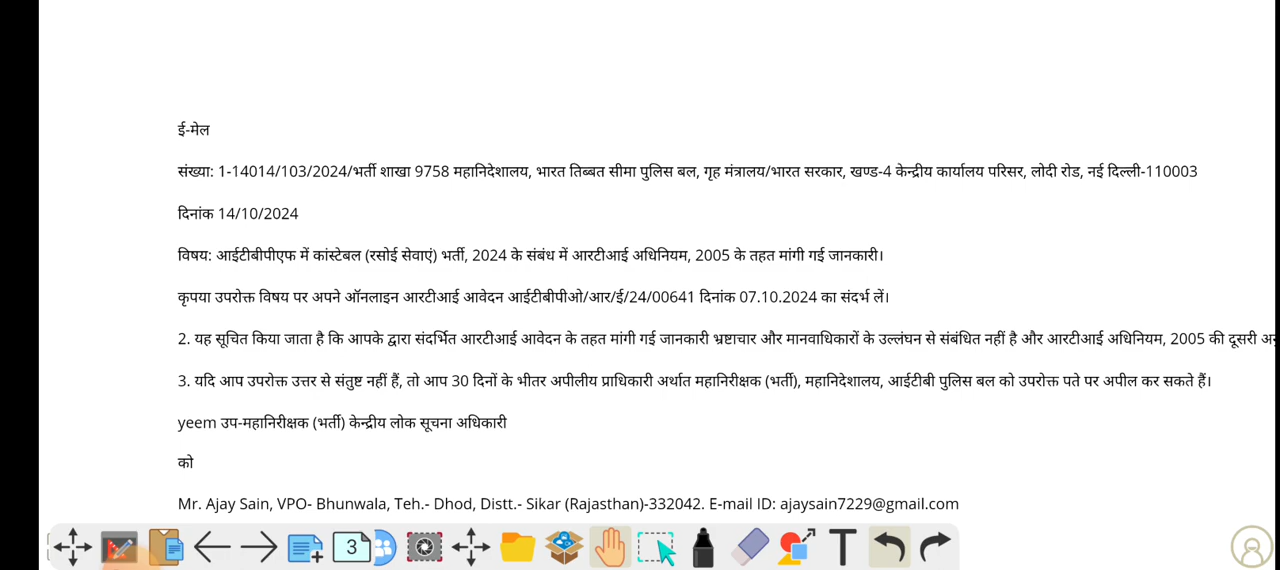 ई-मेल
संख्या: 1-14014/103/2024/भर्ती शाखा 9758 महानिदेशालय, भारत तिब्बत सीमा पुलिस बल, गृह मंत्रालय/भारत सरकार, खण्ड-4 केन्द्रीय कार्यालय परिसर, लोदी रोड, नई दिल्ली-110003
दिनांक 14/10/2024
विषय: आईटीबीपीएफ में कांस्टेबल (रसोई सेवाएं) भर्ती, 2024 के संबंध में आरटीआई अधिनियम, 2005 के तहत मांगी गई जानकारी।
कृपया उपरोक्त विषय पर अपने ऑनलाइन आरटीआई आवेदन आईटीबीपीओ/आर/ई/24/00641 दिनांक 07.10.2024 का संदर्भ लें।
2. यह सूचित किया जाता है कि आपके द्वारा संदर्भित आरटीआई आवेदन के तहत मांगी गई जानकारी भ्रष्टाचार और मानवाधिकारों के उल्लंघन से संबंधित नहीं है और आरटीआई अधिनियम, 2005 की दूसरी
3. यदि आप उपरोक्त उत्तर से संतुष्ट नहीं हैं, तो आप 30 दिनों के भीतर अपीलीय प्राधिकारी अर्थात महानिरीक्षक (भर्ती), महानिदेशालय, आईटीबी पुलिस बल को उपरोक्त पते पर अपील कर सकते हैं।
yeem उप-महानिरीक्षक (भर्ती) केन्द्रीय लोक सूचना अधिकारी
को
Mr. Ajay Sain, VPO- Bhunwala, Teh.- Dhod, Distt.- Sikar (Rajasthan)-332042. E-mail ID: ajaysain7229@gmail.com
3
T